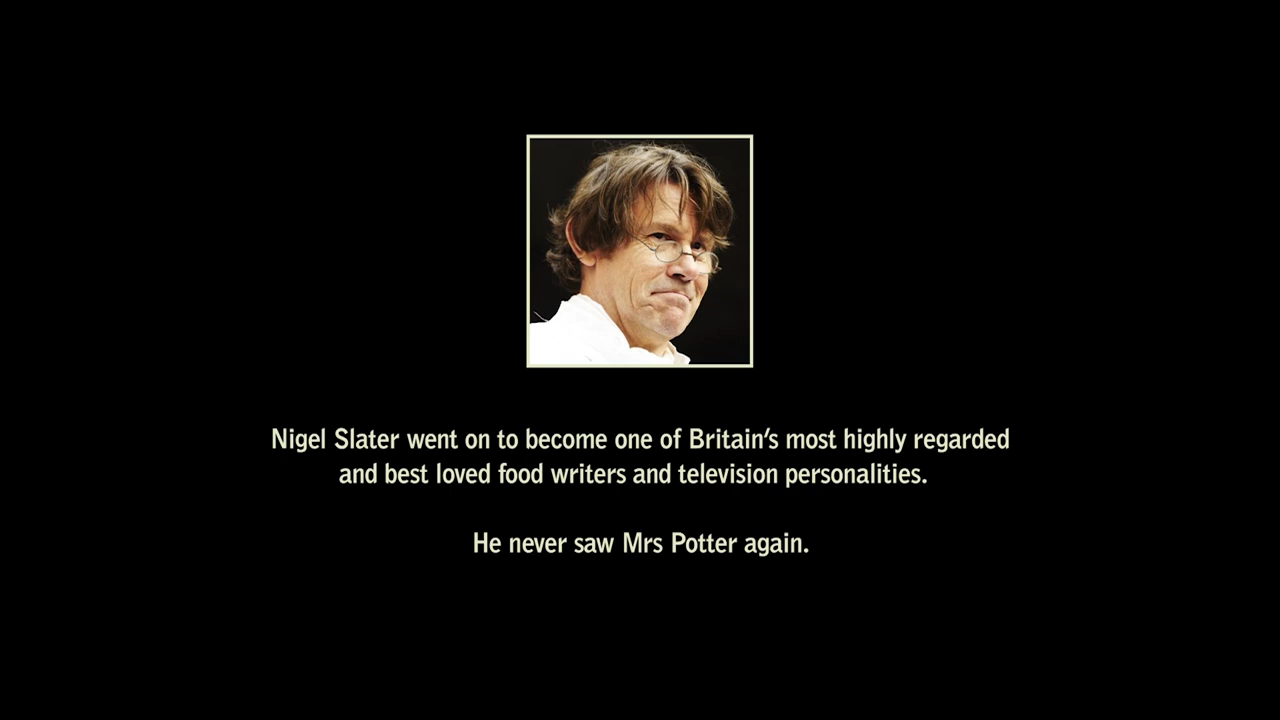 Nigel Slater went on to become one of Britain's most highly regarded
and best loved food writers and television personalities.
He never saw Mrs Potter again.